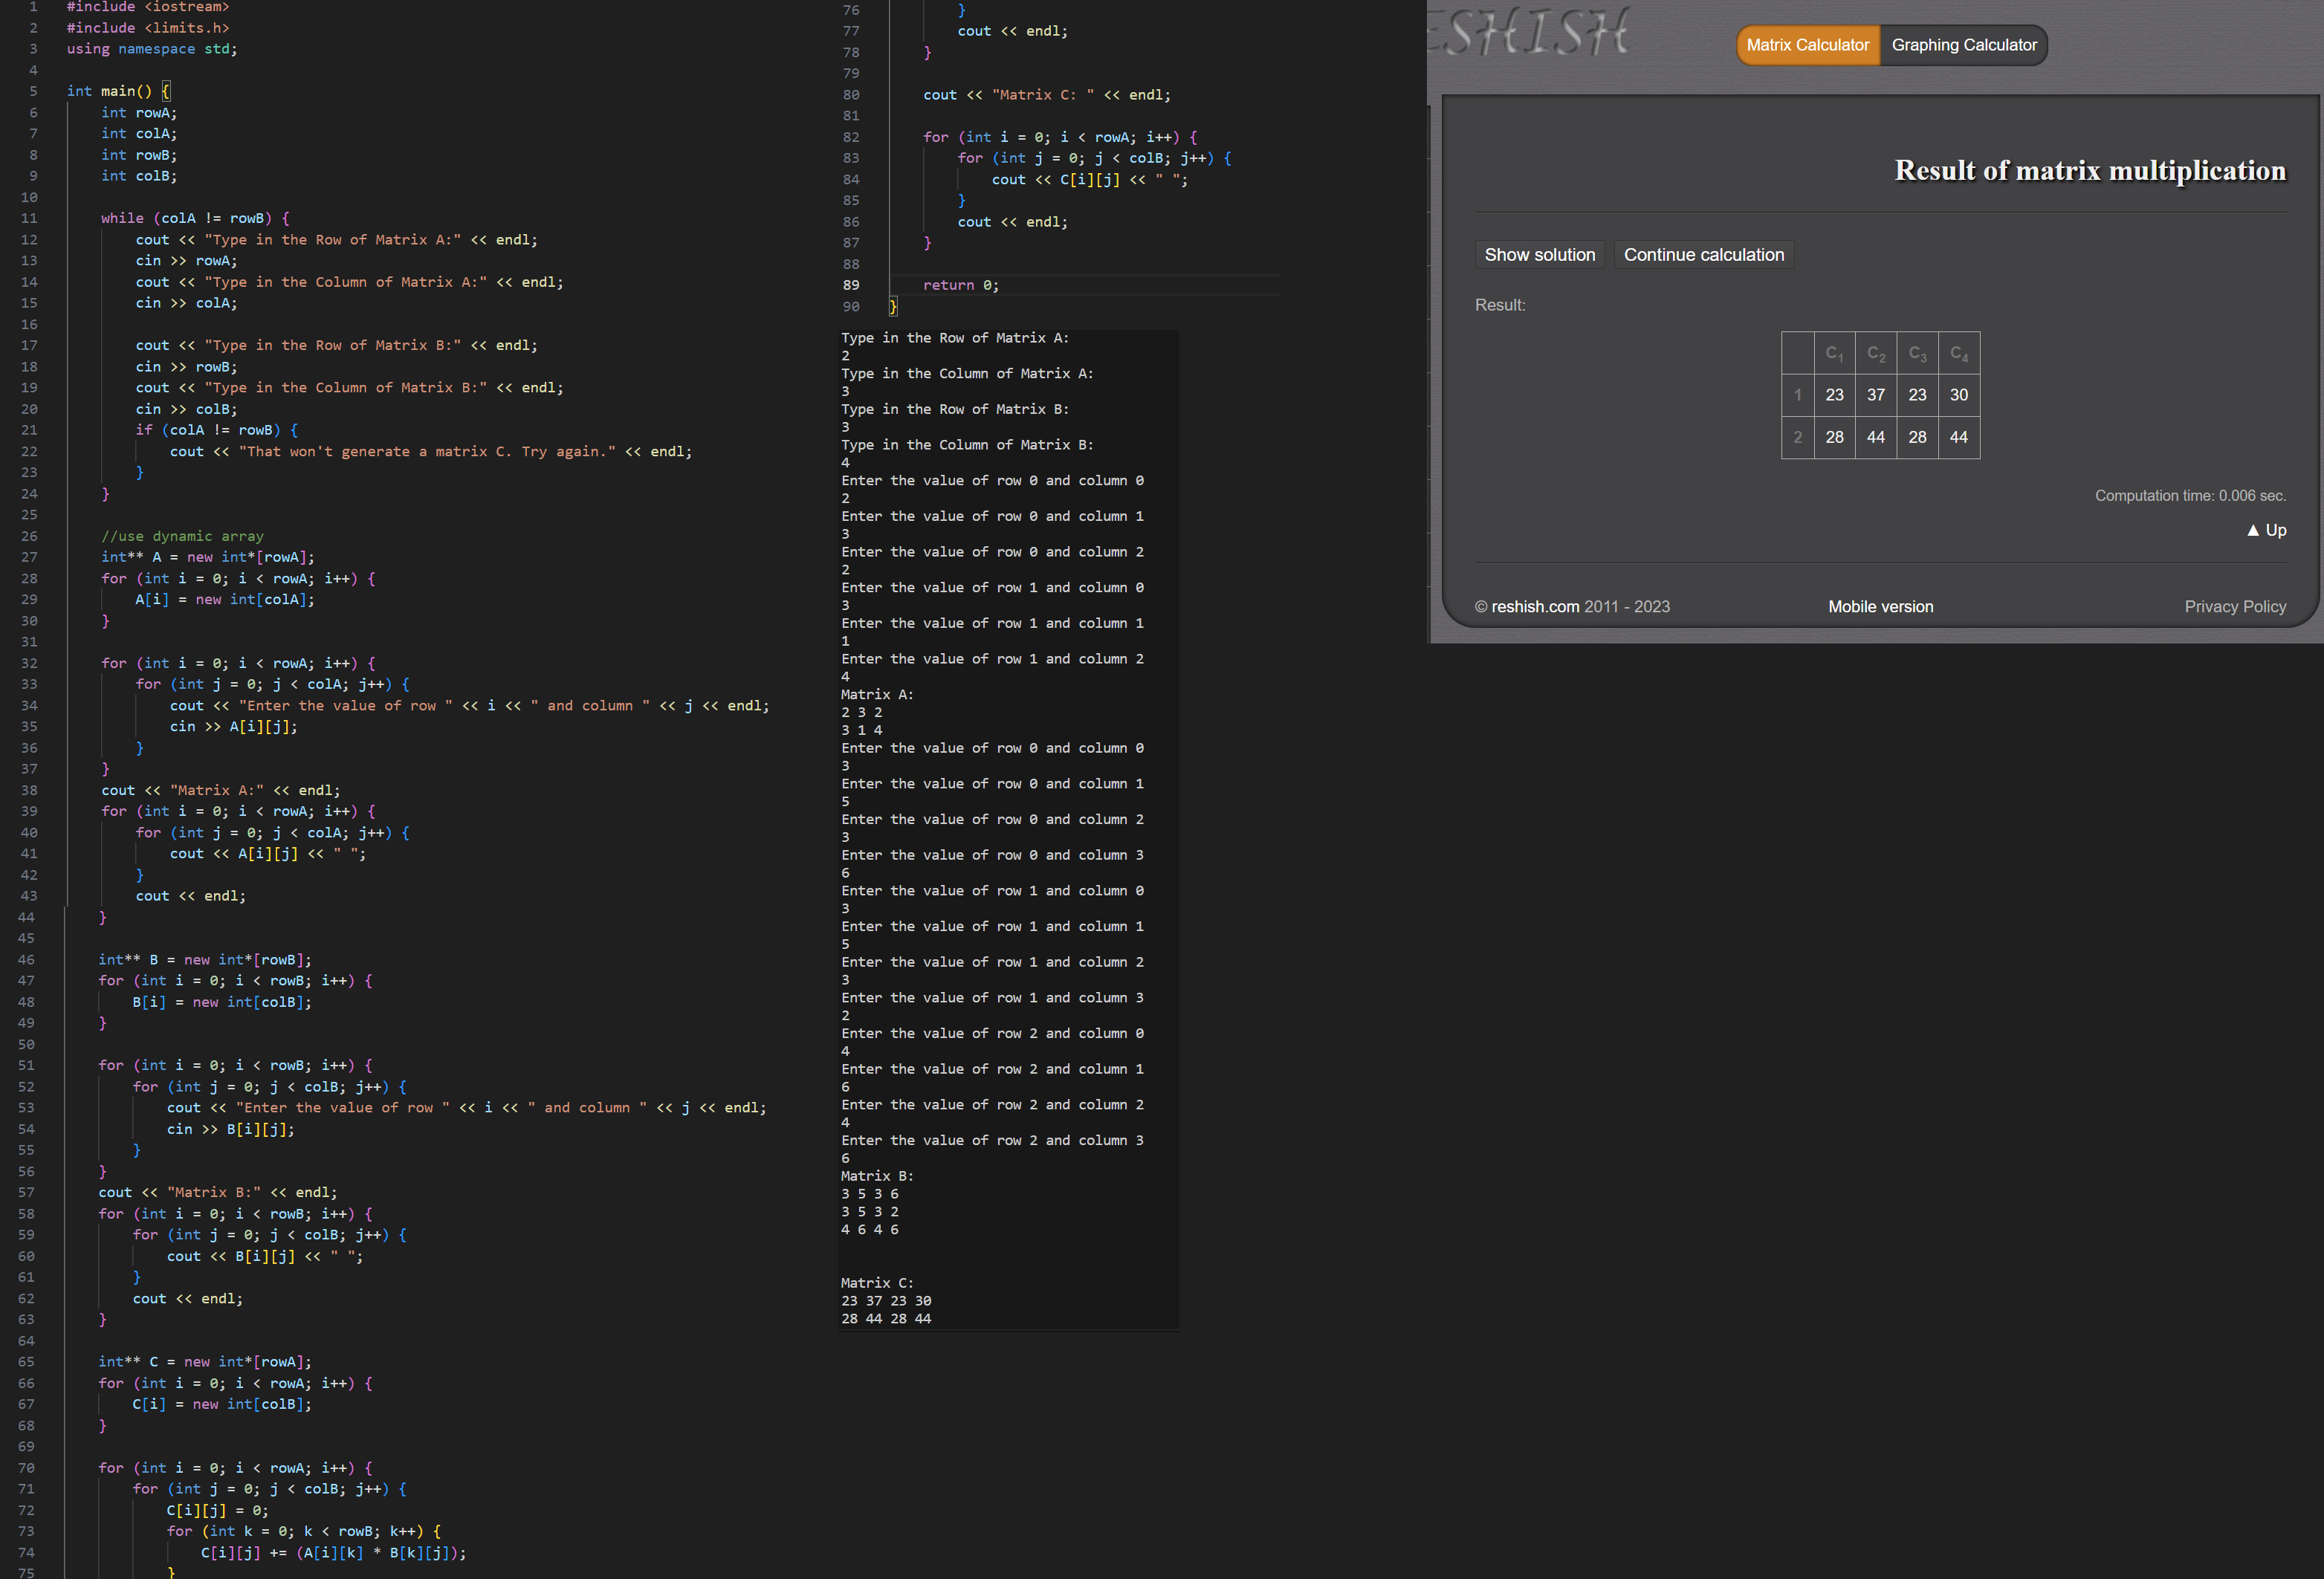 1 #include <iostream>
2 #include <limits.h>
3 using namespace std;
4
5 int main() {
6 int rowA;
7 int colA;
8 int rowB;
9 int colB;
10
11 while (colA != rowB) {
12 cout << "Type in the Row of Matrix A:" << endl;
13 cin >> rowA;
14 cout << "Type in the Column of Matrix A:" << endl;
15 cin >> colA;
16
17 cout << "Type in the Row of Matrix B:" << endl;
18 cin >> rowB;
19 cout << "Type in the Column of Matrix B:" << endl;
20 cin >> colB;
21 if (colA != rowB) {
22 cout << "That won't generate a matrix C. Try again." << endl;
23 }
24 }
25
26 //use dynamic array
27 int** A = new int*[rowA];
28 for (int i = 0; i < rowA; i++) {
29 A[i] = new int[colA];
30 }
31
32 for (int i = 0; i < rowA; i++) {
33 for (int j = 0; j < colA; j++) {
34 cout << "Enter the value of row " << i << " and column " << j << endl;
35 cin >> A[i][j];
36 }
37 }
38 cout << "Matrix A:" << endl;
39 for (int i = 0; i < rowA; i++) {
40 for (int j = 0; j < colA; j++) {
41 cout << A[i][j] << " ";
42 }
43 cout << endl;
44 }
45
46 int** B = new int*[rowB];
47 for (int i = 0; i < rowB; i++) {
48 B[i] = new int[colB];
49 }
50
51 for (int i = 0; i < rowB; i++) {
52 for (int j = 0; j < colB; j++) {
53 cout << "Enter the value of row " << i << " and column " << j << endl;
54 cin >> B[i][j];
55 }
56 }
57 cout << "Matrix B:" << endl;
58 for (int i = 0; i < rowB; i++) {
59 for (int j = 0; j < colB; j++) {
60 cout << B[i][j] << " ";
61 }
62 cout << endl;
63 }
64
65 int** C = new int*[rowA];
66 for (int i = 0; i < rowA; i++) {
67 C[i] = new int[colB];
68 }
69
70 for (int i = 0; i < rowA; i++) {
71 for (int j = 0; j < colB; j++) {
72 C[i][j] = 0;
73 for (int k = 0; k < rowB; k++) {
74 C[i][j] += (A[i][k] * B[k][j]);
75 }
76 }
77 cout << endl;
78 }
79
80 cout << "Matrix C: " << endl;
81
82 for (int i = 0; i < rowA; i++) {
83 for (int j = 0; j < colB; j++) {
84 cout << C[i][j] << " ";
85 }
86 cout << endl;
87 }
88
89 return 0;
90 }
Type in the Row of Matrix A:
2
Type in the Column of Matrix A:
3
Type in the Row of Matrix B:
3
Type in the Column of Matrix B:
4
Enter the value of row 0 and column 0
2
Enter the value of row 0 and column 1
3
Enter the value of row 0 and column 2
2
Enter the value of row 1 and column 0
3
Enter the value of row 1 and column 1
1
Enter the value of row 1 and column 2
4
Matrix A:
2 3 2
3 1 4
Enter the value of row 0 and column 0
3
Enter the value of row 0 and column 1
5
Enter the value of row 0 and column 2
3
Enter the value of row 0 and column 3
6
Enter the value of row 1 and column 0
3
Enter the value of row 1 and column 1
5
Enter the value of row 1 and column 2
3
Enter the value of row 1 and column 3
2
Enter the value of row 2 and column 0
4
Enter the value of row 2 and column 1
6
Enter the value of row 2 and column 2
4
Enter the value of row 2 and column 3
6
Matrix B:
3 5 3 6
3 5 3 2
4 6 4 6
Matrix C:
23 37 23 30
28 44 28 44
ESHISH
Matrix Calculator Graphing Calculator
Result of matrix multiplication
Show solution Continue calculation
Result:
C₁ C₂ C₃ C₄
1 23 37 23 30
2 28 44 28 44
Computation time: 0.006 sec.
▲ Up
© reshish.com 2011 - 2023 Mobile version Privacy Policy